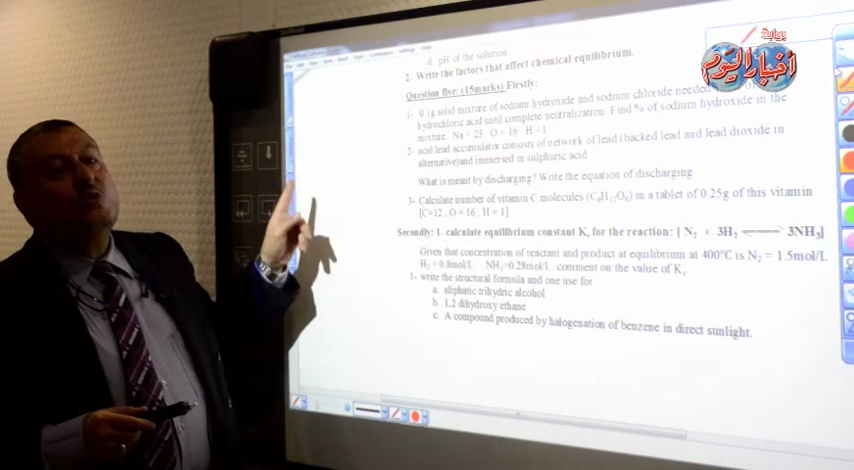 بوابة
أخبار اليوم
d. pH of the solution
2. Write the factors that affect chemical equilibrium.
Question five: (15marks) Firstly:
1- 0.1g solid mixture of sodium hydroxide and sodium chloride needed
hydrochloric acid until complete neutralization. Find % of sodium hydroxide in the
mixture. Na = 23 O = 16 H = 1
2- acid lead accumulator consists of network of lead (backed lead and lead dioxide in
alternative)and immersed in sulphuric acid.
What is meant by discharging? Write the equation of discharging
3- Calculate number of vitamin C molecules (C₆H₁₂O₆) in a tablet of 0.25g of this vitamin
[C=12 , O = 16 , H = 1]
Secondly: 1- calculate equilibrium constant Kc for the reaction: [ N₂ + 3H₂ ⇌ 3NH₃]
Given that concentration of reactant and product at equilibrium at 400°C is N₂ = 1.5mol/L
H₂ = 0.8mol/L NH₃=0.28mol/L comment on the value of Kc
1- write the structural formula and one use for
a. aliphatic trihydric alcohol
b. 1,2 dihydroxy ethane
c. A compound produced by halogenation of benzene in direct sunlight.